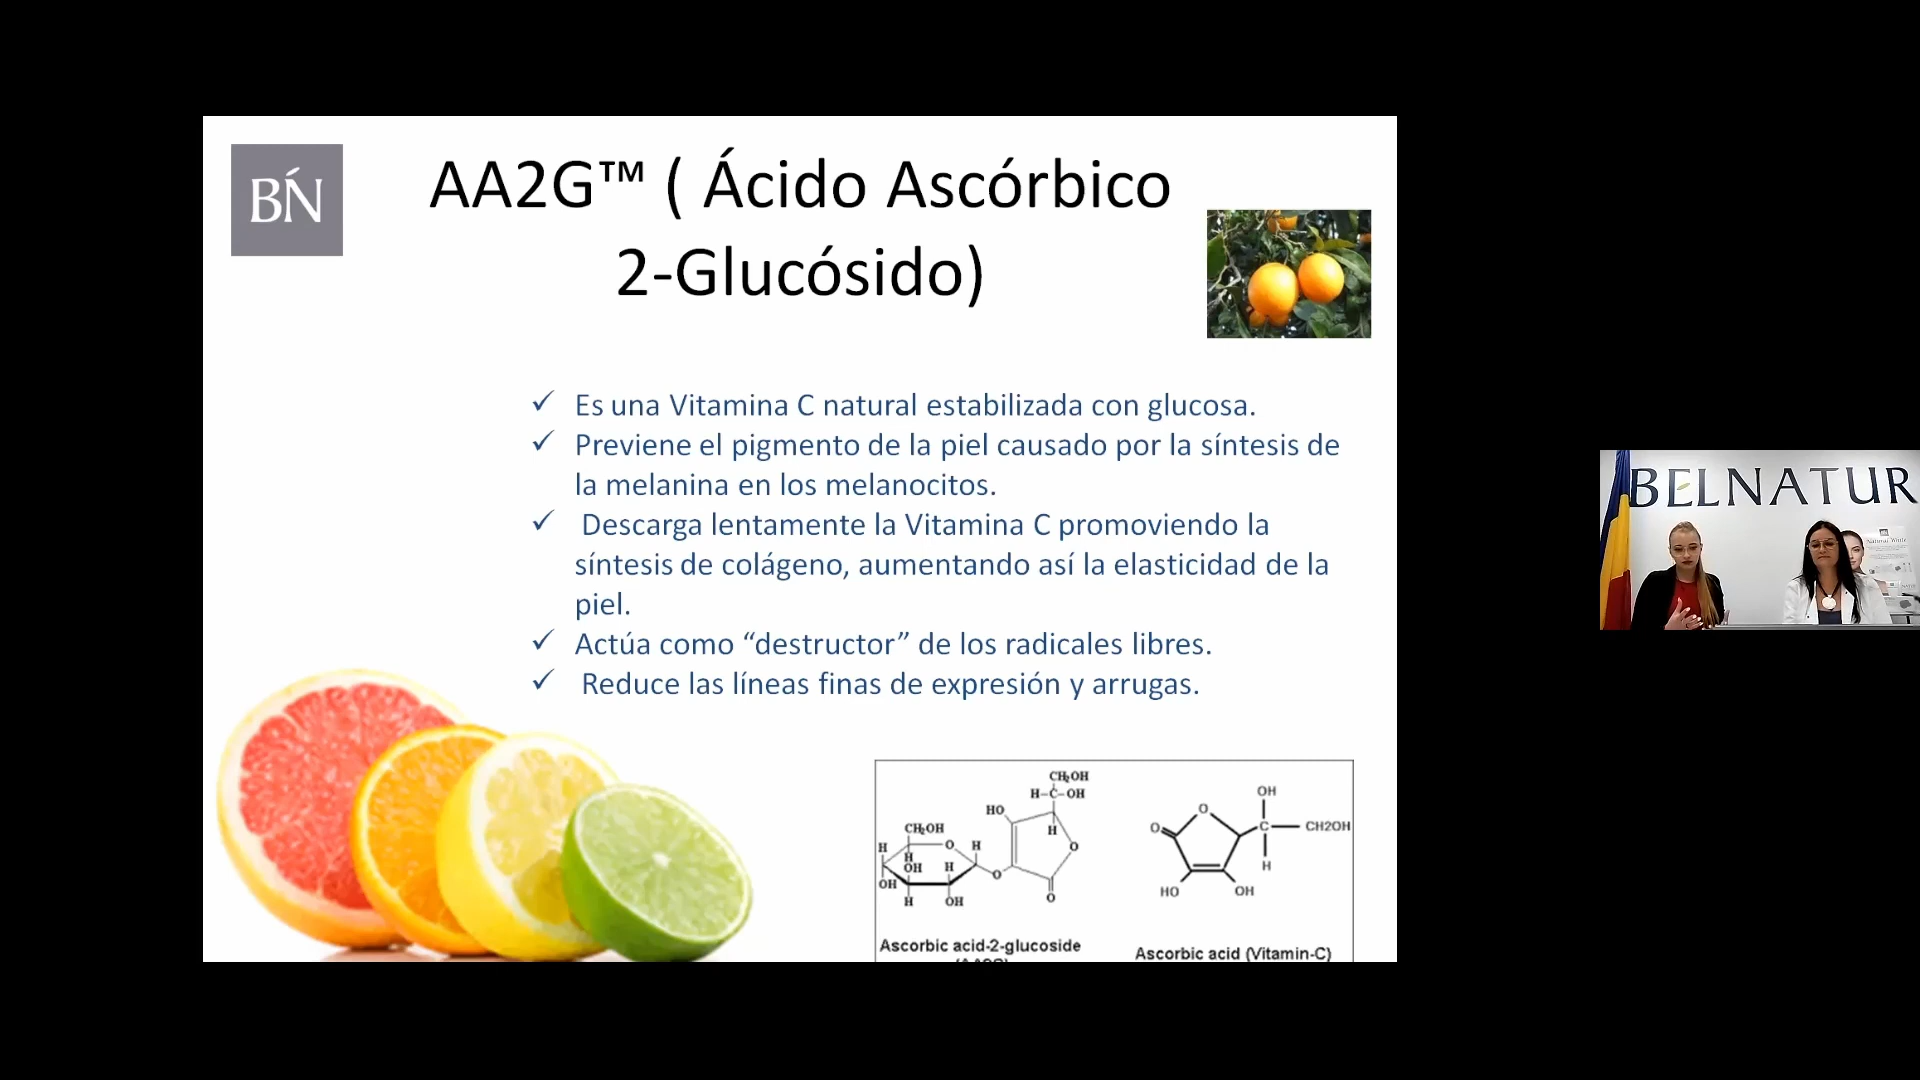 BŃ
AA2G™ ( Ácido Ascórbico
2-Glucósido)
✓ Es una Vitamina C natural estabilizada con glucosa.
✓ Previene el pigmento de la piel causado por la síntesis de
la melanina en los melanocitos.
✓ Descarga lentamente la Vitamina C promoviendo la
síntesis de colágeno, aumentando así la elasticidad de la
piel.
✓ Actúa como “destructor” de los radicales libres.
✓ Reduce las líneas finas de expresión y arrugas.
CH2OH
H-C-OH
HO
H
O
O
CH2OH
O
H
H
H
OH
H
OH
H
OH
O
OH
O
O
C
CH2OH
H
HO
OH
Ascorbic acid-2-glucoside
Ascorbic acid (Vitamin-C)
BELNATUR